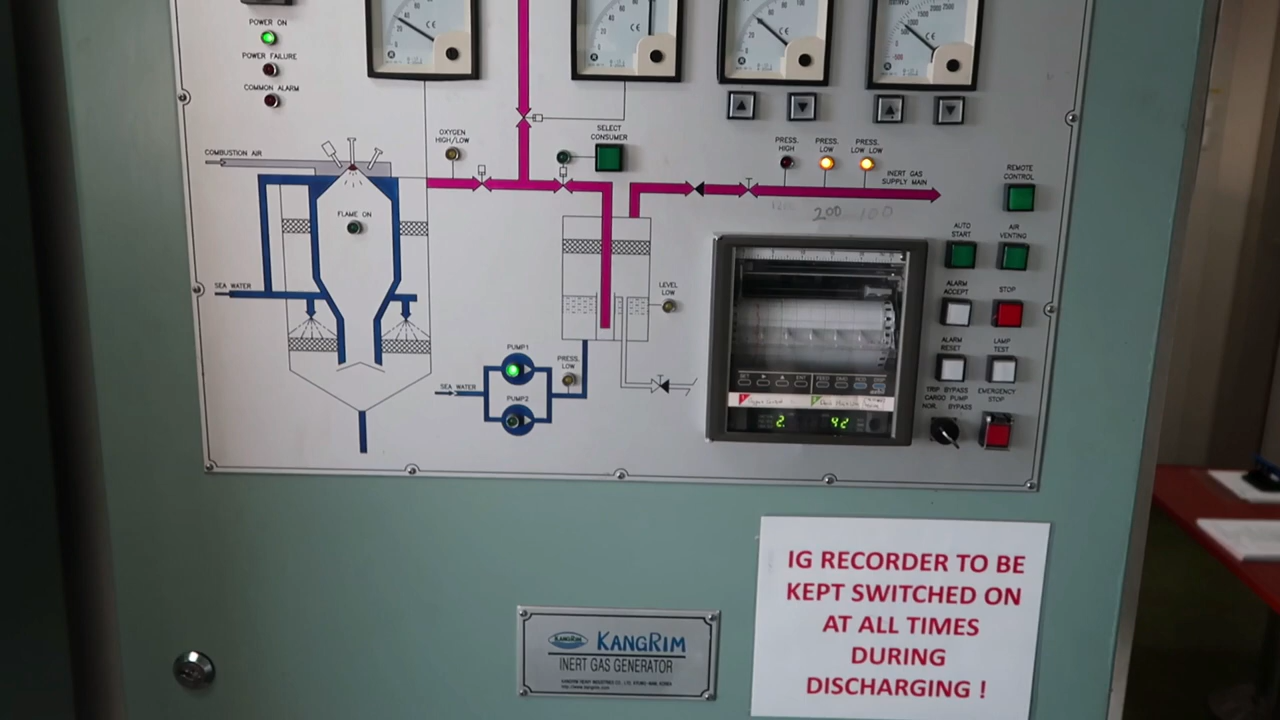 POWER ON
POWER FAILURE
COMMON ALARM
COMBUSTION AIR
OXYGEN
HIGH/LOW
SELECT
CONSUMER
PRESS.
HIGH
PRESS.
LOW
PRESS.
LOW LOW
INERT GAS
SUPPLY MAIN
REMOTE
CONTROL
200
100
FLAME ON
AUTO
START
AIR
VENTING
SEA WATER
LEVEL
LOW
ALARM
ACCEPT
STOP
ALARM
RESET
LAMP
TEST
PUMP1
PRESS.
LOW
SEA WATER
PUMP2
TRIP BYPASS
CARGO PUMP
NOR. BYPASS
EMERGENCY
STOP
2.
42
IG RECORDER TO BE
KEPT SWITCHED ON
AT ALL TIMES
DURING
DISCHARGING !
KANGRIM
KANGRIM
INERT GAS GENERATOR